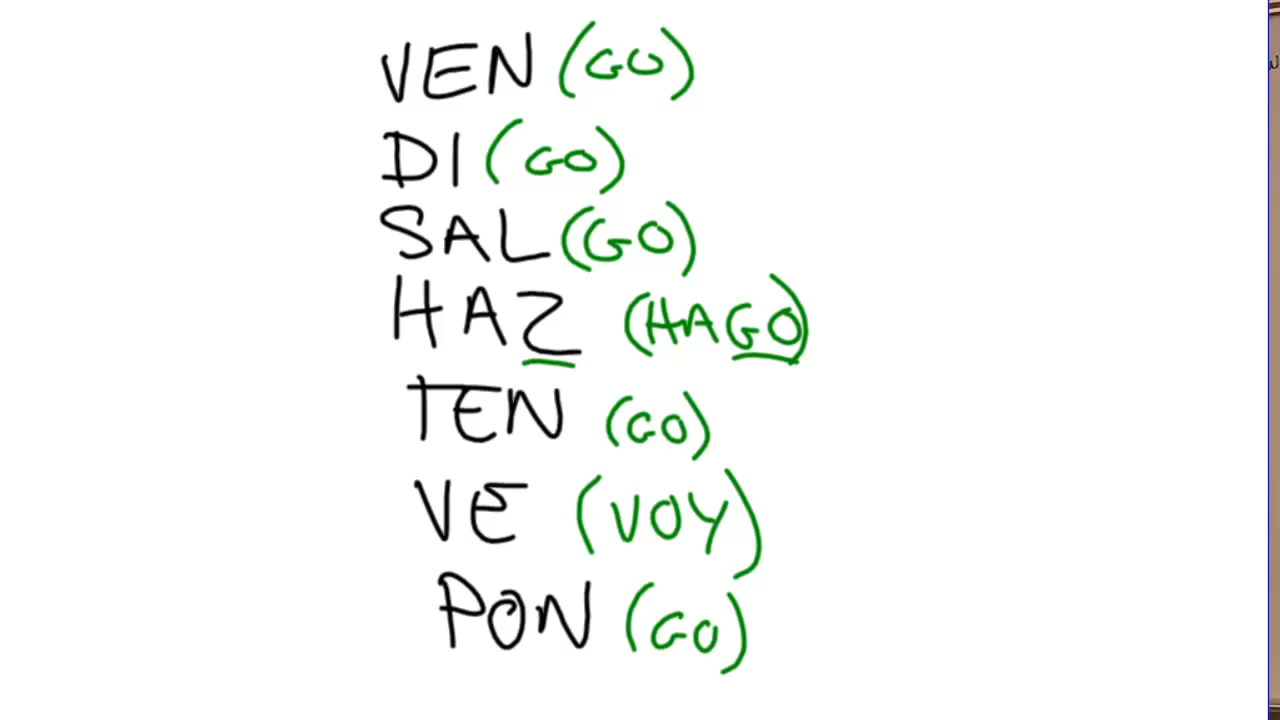 VEN (GO)
DI (GO)
SAL (GO)
HAZ (HAGO)
TEN (GO)
VE (VOY)
PON (GO)